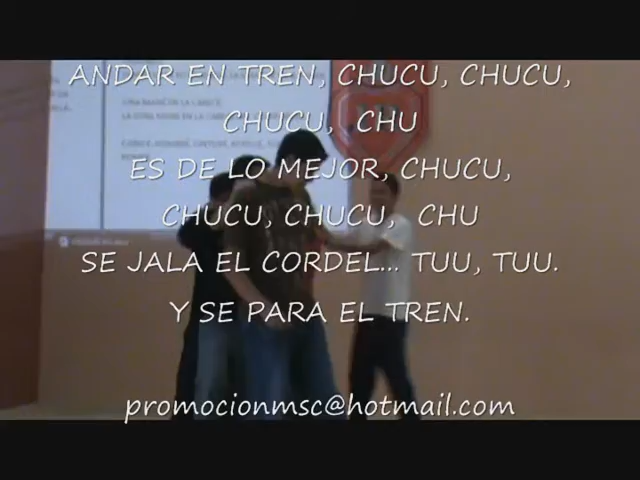 ANDAR EN TREN, CHUCU, CHUCU,
CHUCU, CHU
ES DE LO MEJOR, CHUCU,
CHUCU, CHUCU, CHU
SE JALA EL CORDEL... TUU, TUU.
Y SE PARA EL TREN.
promocionmsc@hotmail.com